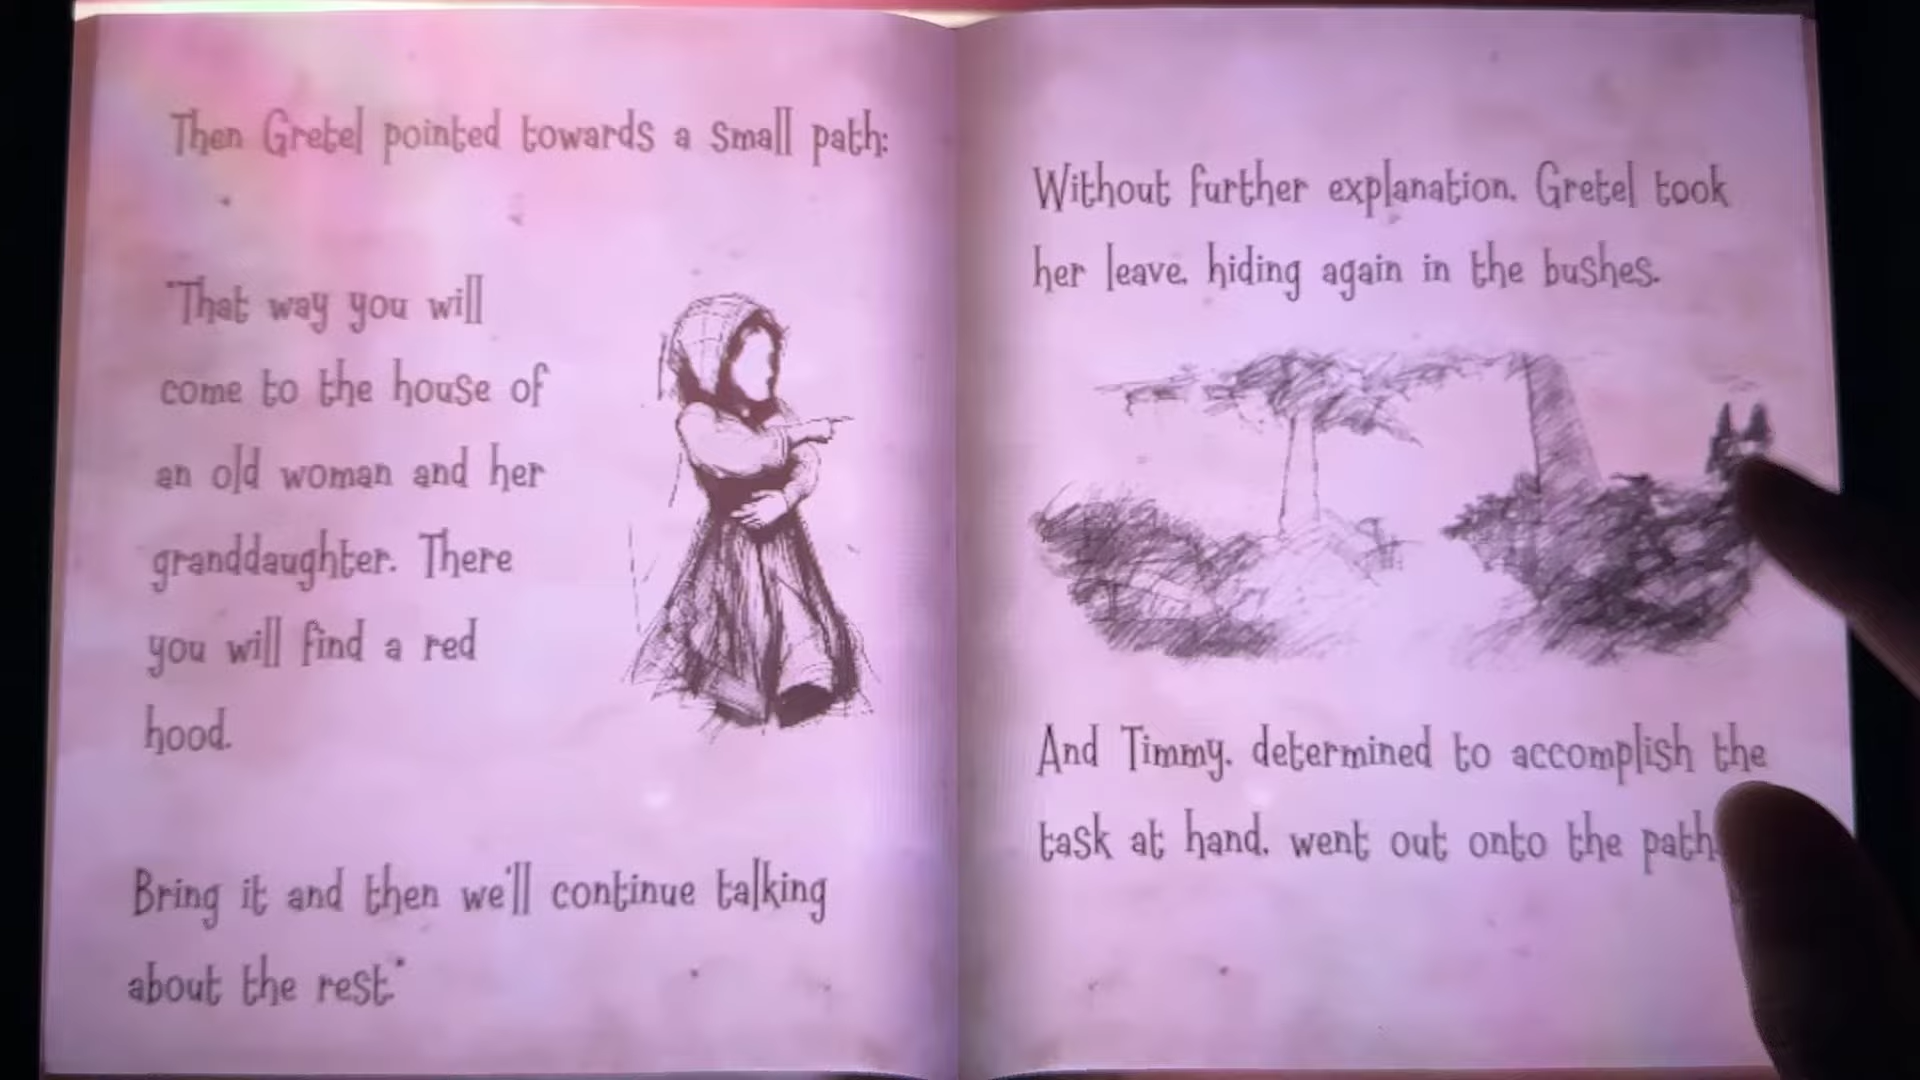 Then Gretel pointed towards a small path:
"That way you will
come to the house of
an old woman and her
granddaughter. There
you will find a red
hood.
Bring it and then we'll continue talking
about the rest."
Without further explanation, Gretel took
her leave, hiding again in the bushes.
And Timmy, determined to accomplish the
task at hand, went out onto the path